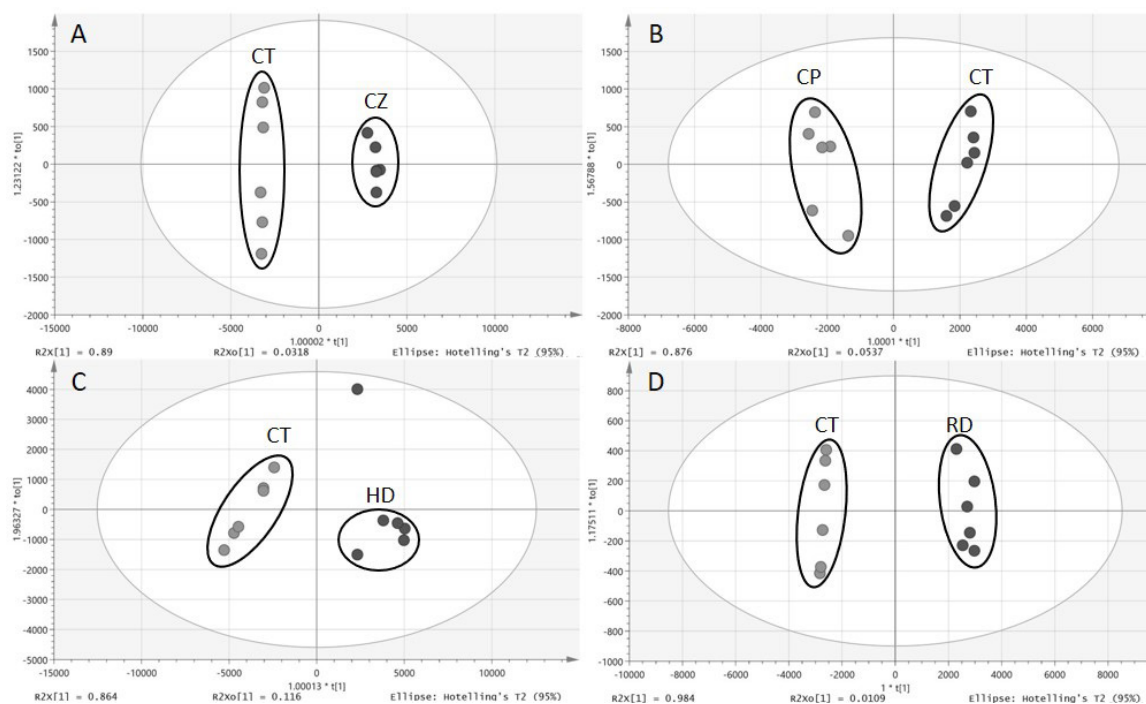 A
CT
CZ
1.23122 * to[1]
1500
1000
500
0
-500
-1000
-1500
-2000
-15000
-10000
-5000
0
5000
10000
1.00002 * t[1]
R2X[1] = 0.89
R2Xo[1] = 0.0318
Ellipse: Hotelling's T2 (95%)
B
CP
CT
1.56788 * to[1]
1500
1000
500
0
-500
-1000
-1500
-2000
-8000
-6000
-4000
-2000
0
2000
4000
6000
1.0001 * t[1]
R2X[1] = 0.876
R2Xo[1] = 0.0537
Ellipse: Hotelling's T2 (95%)
C
CT
HD
1.96327 * to[1]
4000
3000
2000
1000
0
-1000
-2000
-3000
-4000
-5000
-15000
-10000
-5000
0
5000
10000
1.00013 * t[1]
R2X[1] = 0.864
R2Xo[1] = 0.116
Ellipse: Hotelling's T2 (95%)
D
CT
RD
1.17511 * to[1]
800
600
400
200
0
-200
-400
-600
-800
-1000
-10000
-8000
-6000
-4000
-2000
0
2000
4000
6000
8000
1 * t[1]
R2X[1] = 0.984
R2Xo[1] = 0.0109
Ellipse: Hotelling's T2 (95%)